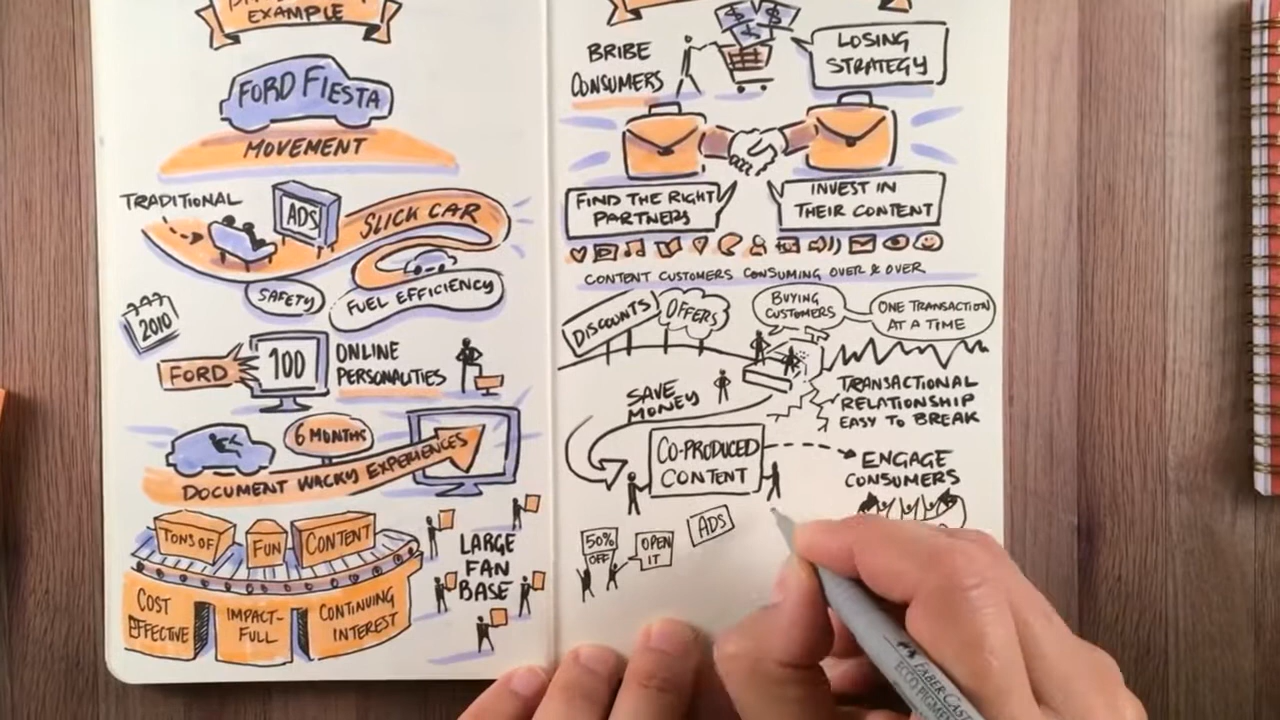 EXAMPLE
FORD FIESTA
MOVEMENT
TRADITIONAL
ADS
SLICK CAR
SAFETY
FUEL EFFICIENCY
2010
FORD
100
ONLINE
PERSONALITIES
6 MONTHS
DOCUMENT WACKY EXPERIENCES
TONS OF
FUN
CONTENT
COST
EFFECTIVE
IMPACT-
FULL
CONTINUING
INTEREST
LARGE
FAN
BASE
BRIBE
CONSUMERS
$ $
LOSING
STRATEGY
FIND THE RIGHT
PARTNERS
INVEST IN
THEIR CONTENT
CONTENT CUSTOMERS CONSUMING OVER & OVER
DISCOUNTS
OFFERS
BUYING
CUSTOMERS
ONE TRANSACTION
AT A TIME
SAVE
MONEY
TRANSACTIONAL
RELATIONSHIP
EASY TO BREAK
CO-PRODUCED
CONTENT
ENGAGE
CONSUMERS
50%
OFF
OPEN
IT
ADS
FABER-CAST
ECCO PIGME